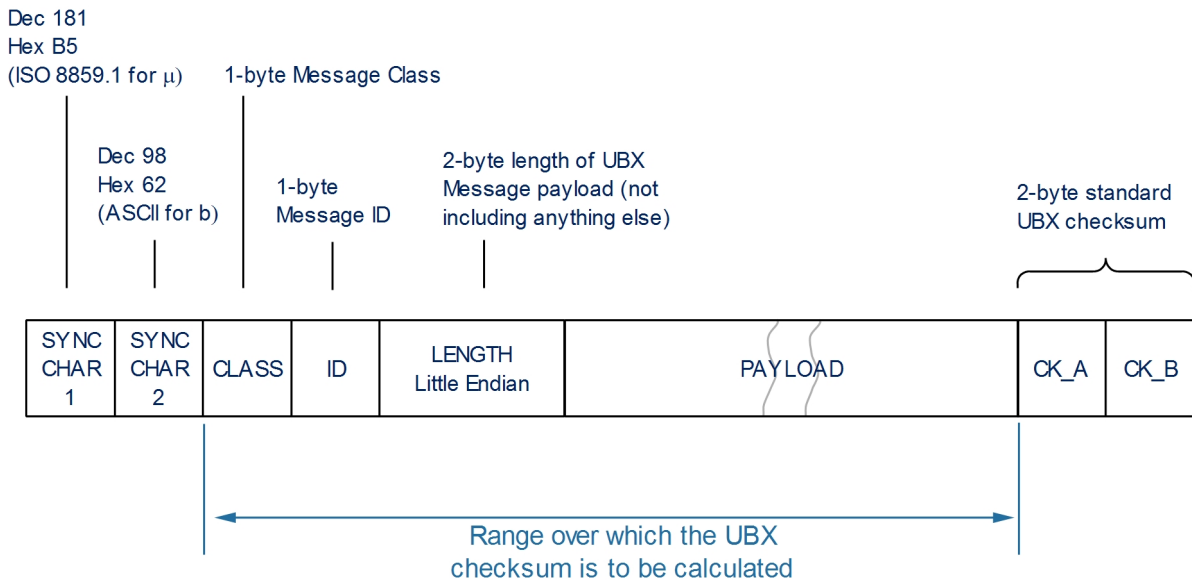 Dec 181
Hex B5
(ISO 8859.1 for µ)
1-byte Message Class
Dec 98
Hex 62
(ASCII for b)
1-byte
Message ID
2-byte length of UBX
Message payload (not
including anything else)
2-byte standard
UBX checksum
SYNC
CHAR
1
SYNC
CHAR
2
CLASS
ID
LENGTH
Little Endian
PAYLOAD
CK_A
CK_B
Range over which the UBX
checksum is to be calculated